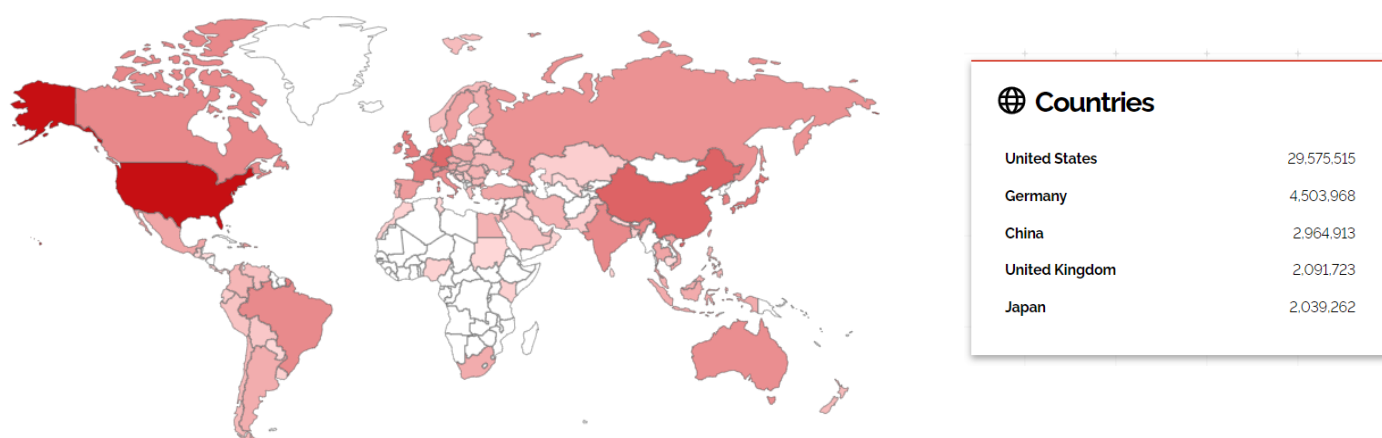 Countries
United States 29,575,515
Germany 4,503,968
China 2,964,913
United Kingdom 2,091,723
Japan 2,039,262